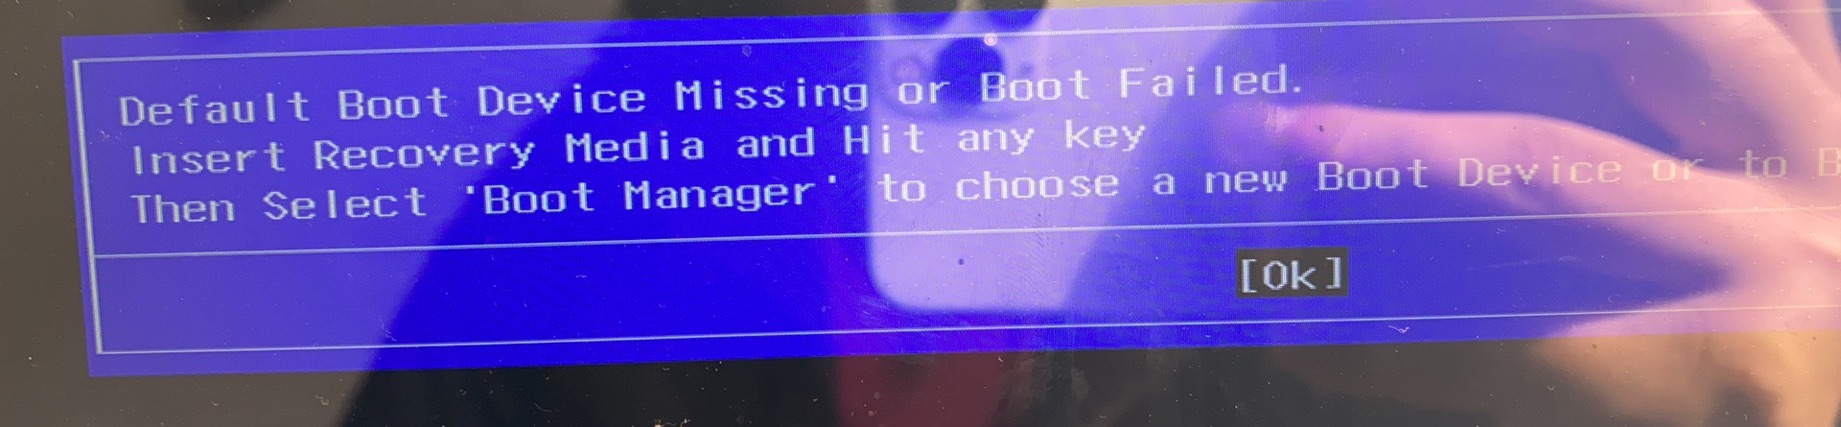 Default Boot Device Missing or Boot Failed.
Insert Recovery Media and Hit any key
Then Select 'Boot Manager' to choose a new Boot Device or to B
[Ok]